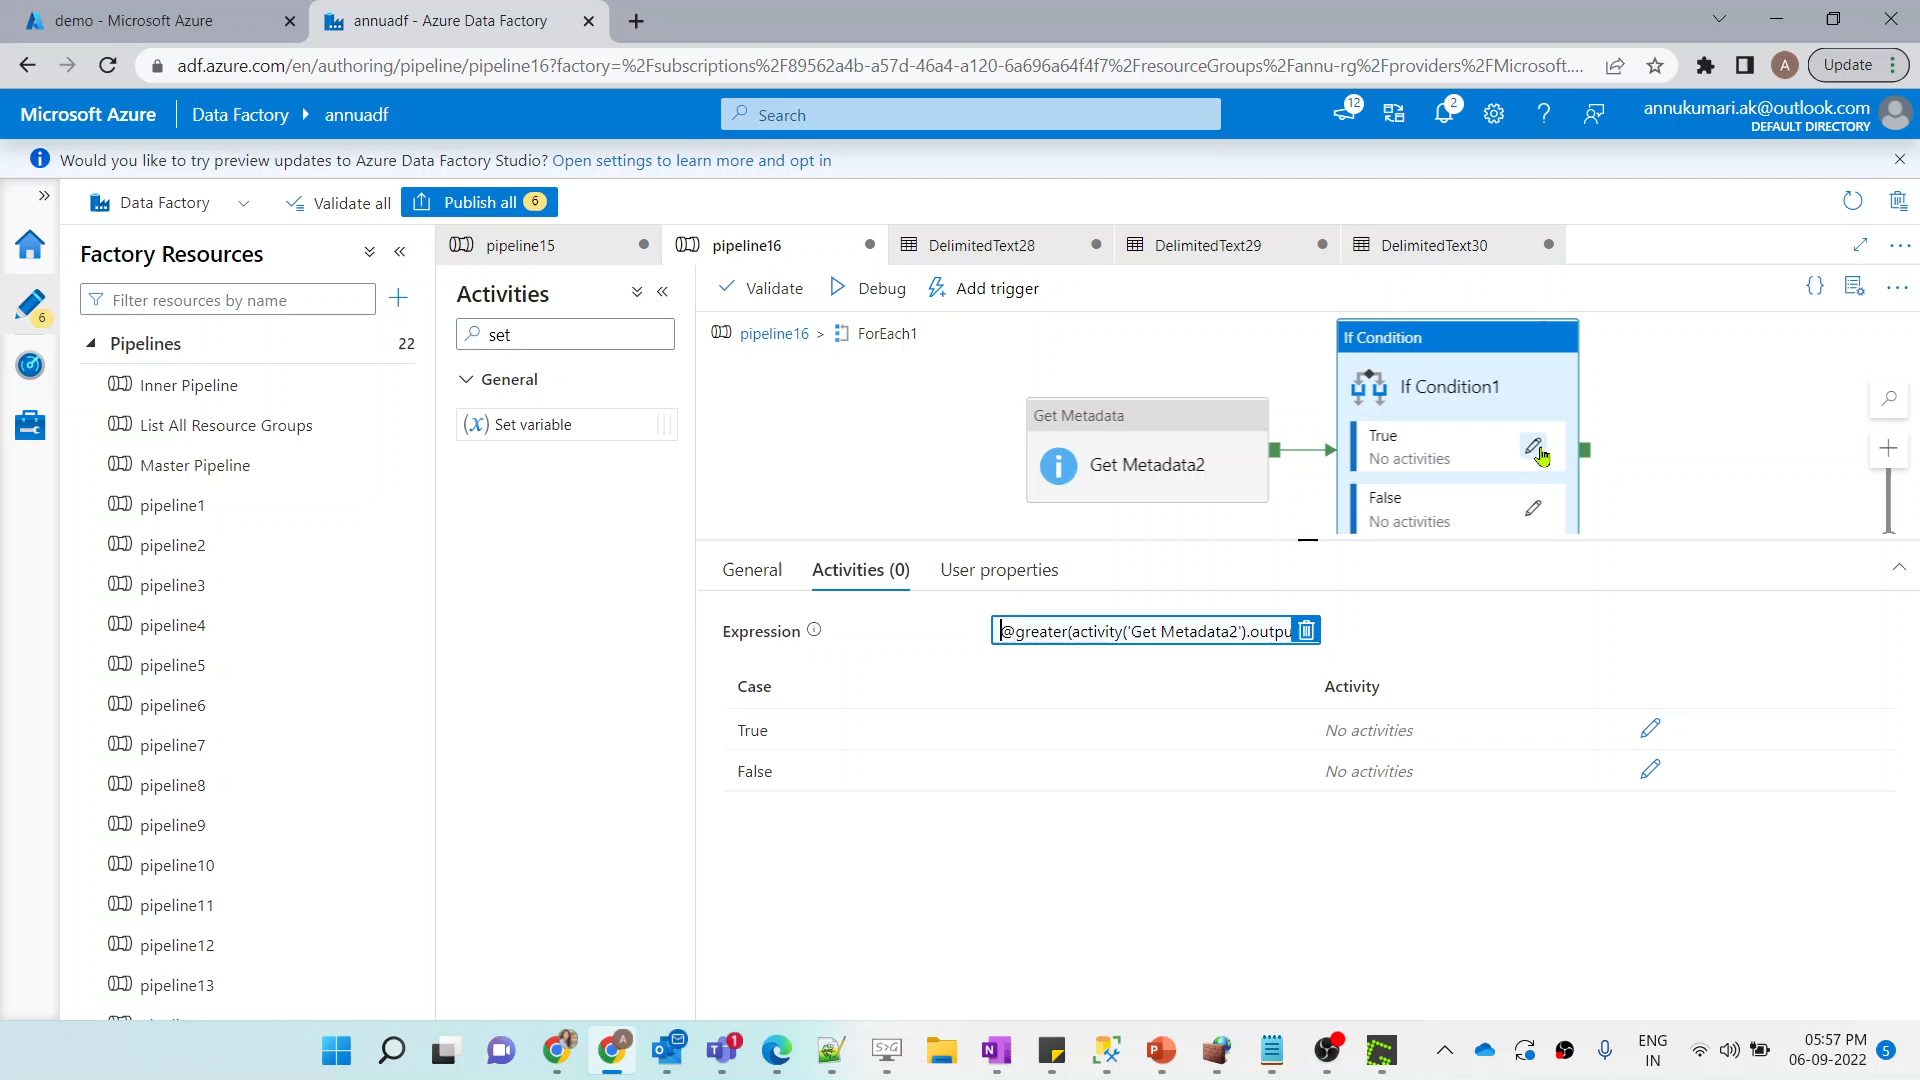 demo - Microsoft Azure
annuadf - Azure Data Factory
adf.azure.com/en/authoring/pipeline/pipeline16?factory=%2Fsubscriptions%2F89562a4b-a57d-46a4-a120-6a696a64f4f7%2FresourceGroups%2Fannu-rg%2Fproviders%2FMicrosoft....
A
Update
Microsoft Azure
Data Factory
annuadf
Search
12
2
annukumari.ak@outlook.com
DEFAULT DIRECTORY
Would you like to try preview updates to Azure Data Factory Studio? Open settings to learn more and opt in
Data Factory
Validate all
Publish all
6
Factory Resources
Filter resources by name
6
Pipelines
22
Inner Pipeline
List All Resource Groups
Master Pipeline
pipeline1
pipeline2
pipeline3
pipeline4
pipeline5
pipeline6
pipeline7
pipeline8
pipeline9
pipeline10
pipeline11
pipeline12
pipeline13
pipeline15
pipeline16
DelimitedText28
DelimitedText29
DelimitedText30
Activities
set
General
(x) Set variable
Validate
Debug
Add trigger
pipeline16 > ForEach1
Get Metadata
Get Metadata2
If Condition
If Condition1
True
No activities
False
No activities
General
Activities (0)
User properties
Expression
@greater(activity('Get Metadata2').outpu
Case
Activity
True
No activities
False
No activities
A
1
S>G
ENG
IN
05:57 PM
06-09-2022
5